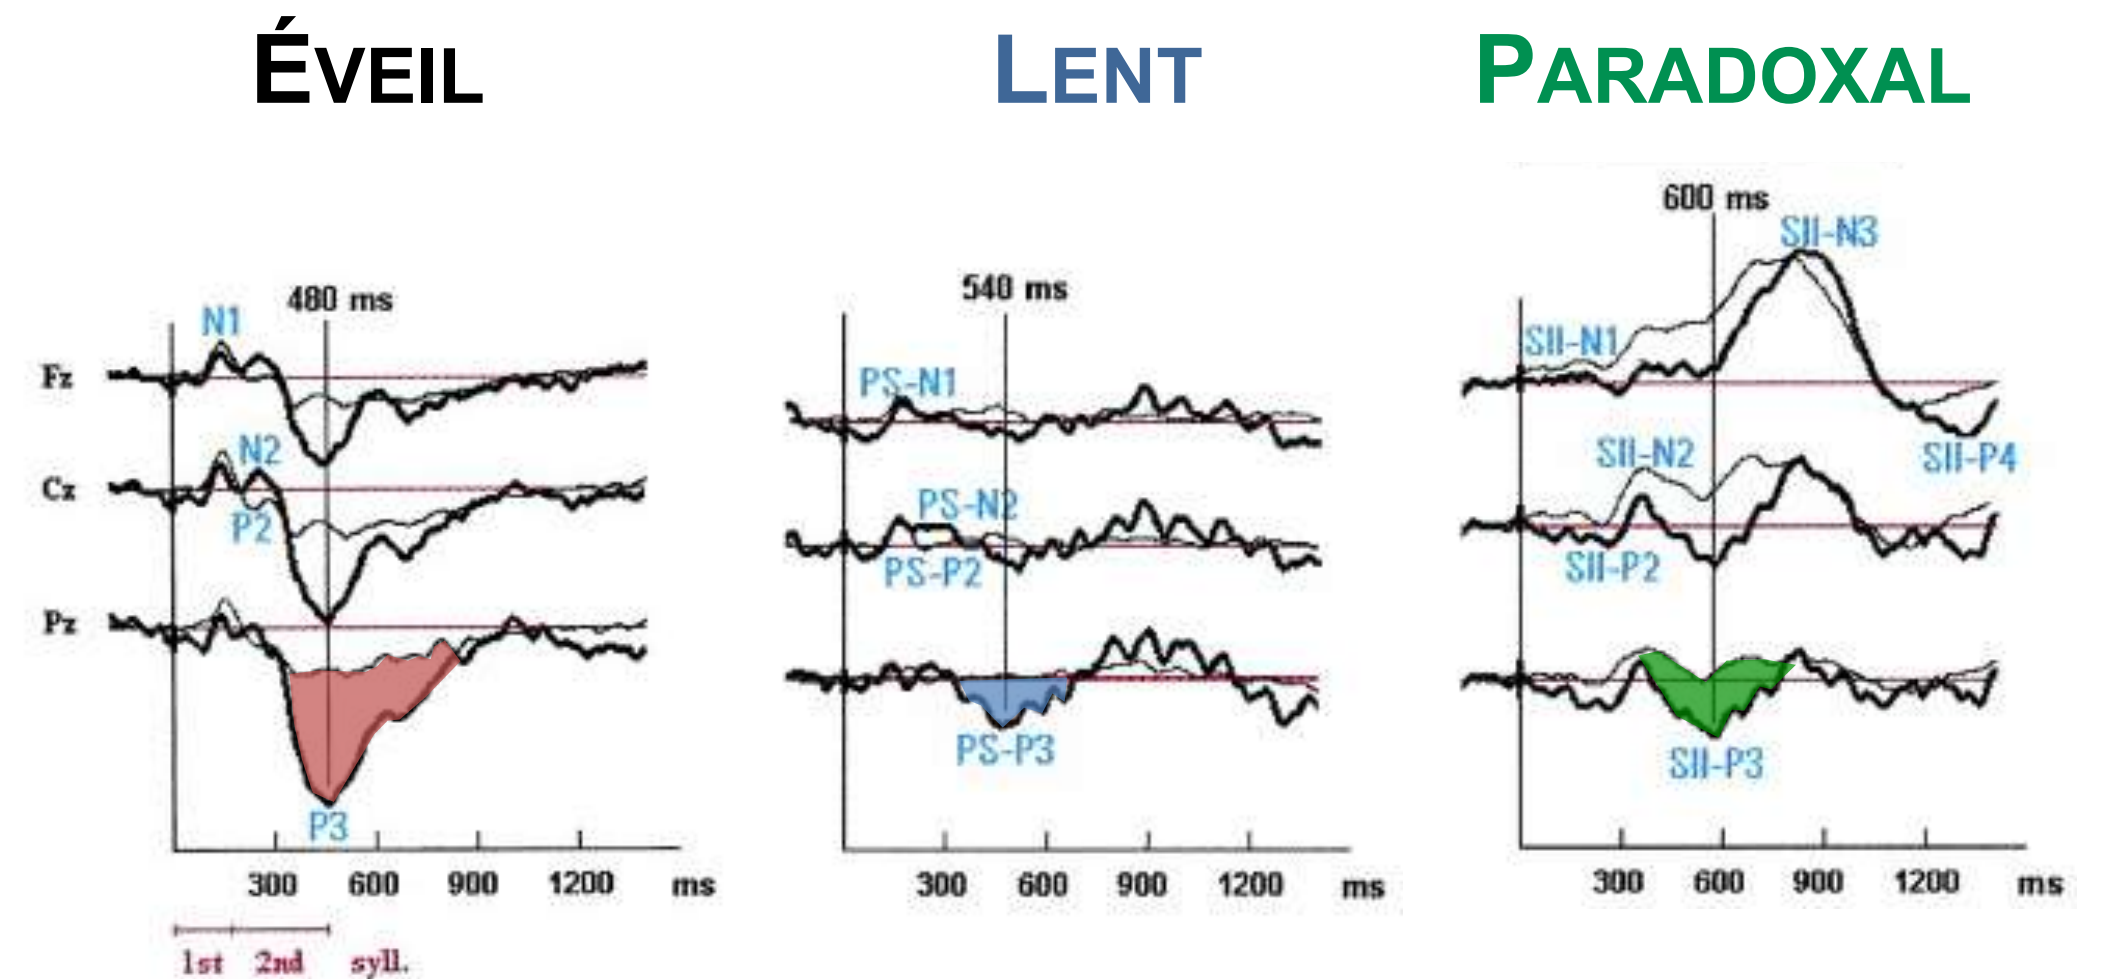 ÉVEIL
LENT
PARADOXAL
480 ms
N1
Fz
N2
Cz
P2
Pz
P3
300 600 900 1200 ms
1st 2nd syll.
540 ms
PS-N1
PS-N2
PS-P2
PS-P3
300 600 900 1200 ms
600 ms
SII-N3
SII-N1
SII-N2
SII-P4
SII-P2
SII-P3
300 600 900 1200 ms